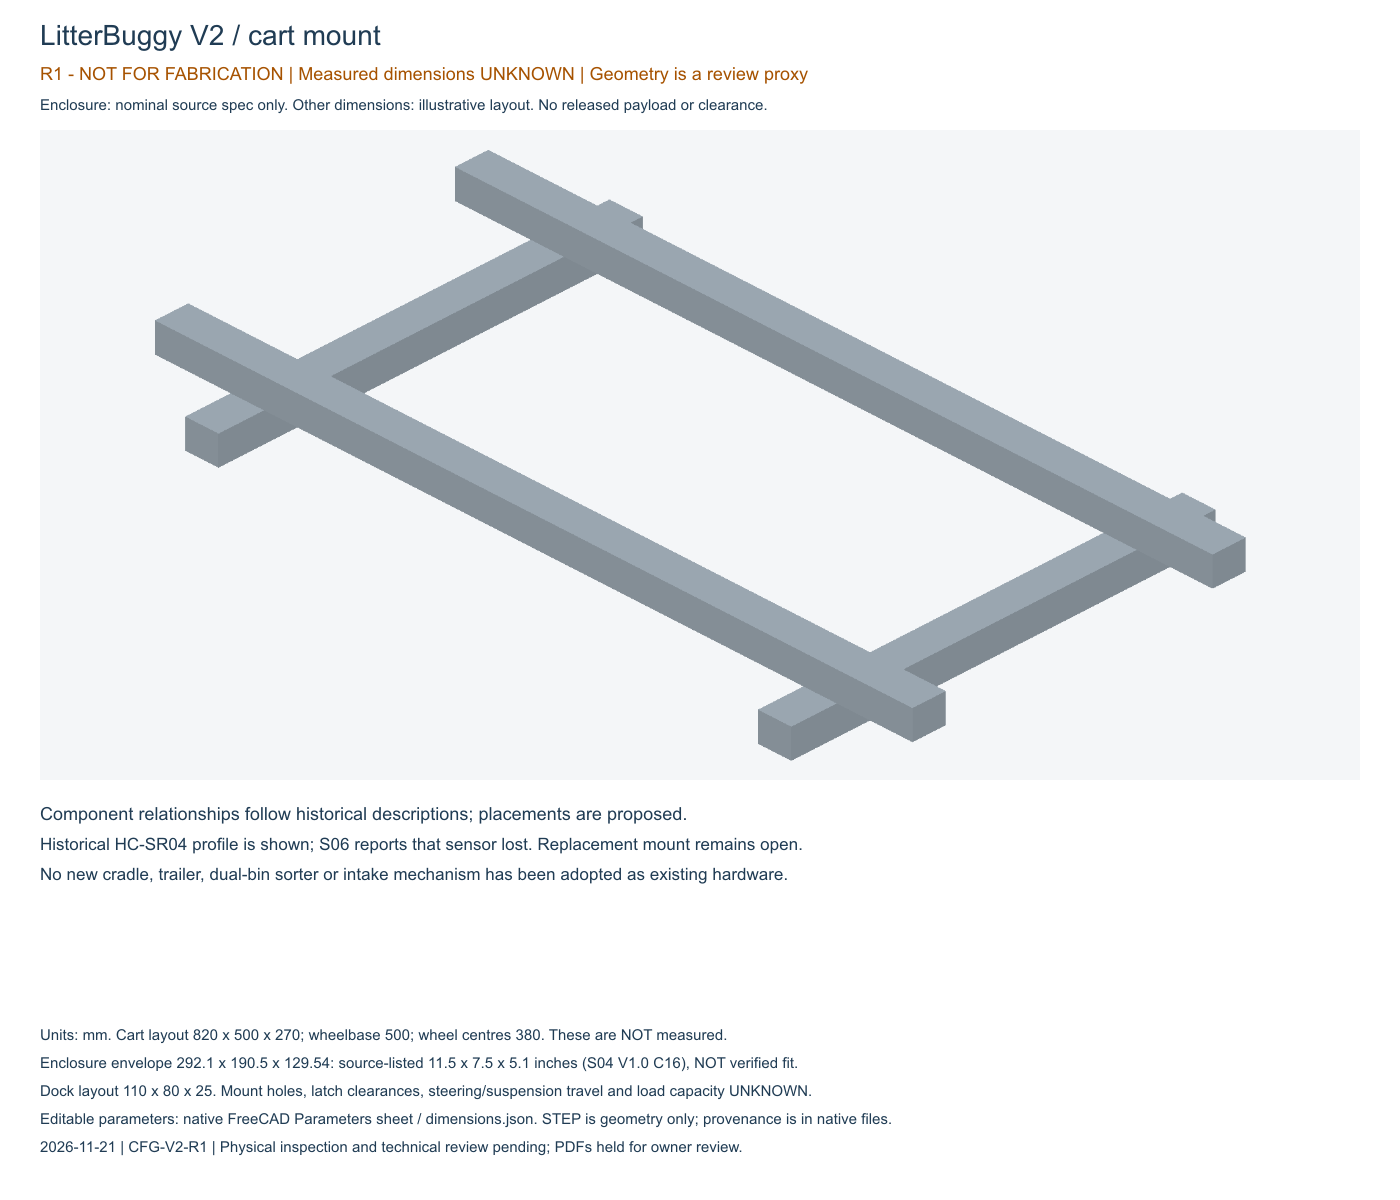 LitterBuggy V2 / cart mount
R1 - NOT FOR FABRICATION | Measured dimensions UNKNOWN | Geometry is a review proxy
Enclosure: nominal source spec only. Other dimensions: illustrative layout. No released payload or clearance.
Component relationships follow historical descriptions; placements are proposed.
Historical HC-SR04 profile is shown; S06 reports that sensor lost. Replacement mount remains open.
No new cradle, trailer, dual-bin sorter or intake mechanism has been adopted as existing hardware.
Units: mm. Cart layout 820 x 500 x 270; wheelbase 500; wheel centres 380. These are NOT measured.
Enclosure envelope 292.1 x 190.5 x 129.54: source-listed 11.5 x 7.5 x 5.1 inches (S04 V1.0 C16), NOT verified fit.
Dock layout 110 x 80 x 25. Mount holes, latch clearances, steering/suspension travel and load capacity UNKNOWN.
Editable parameters: native FreeCAD Parameters sheet / dimensions.json. STEP is geometry only; provenance is in native files.
2026-11-21 | CFG-V2-R1 | Physical inspection and technical review pending; PDFs held for owner review.